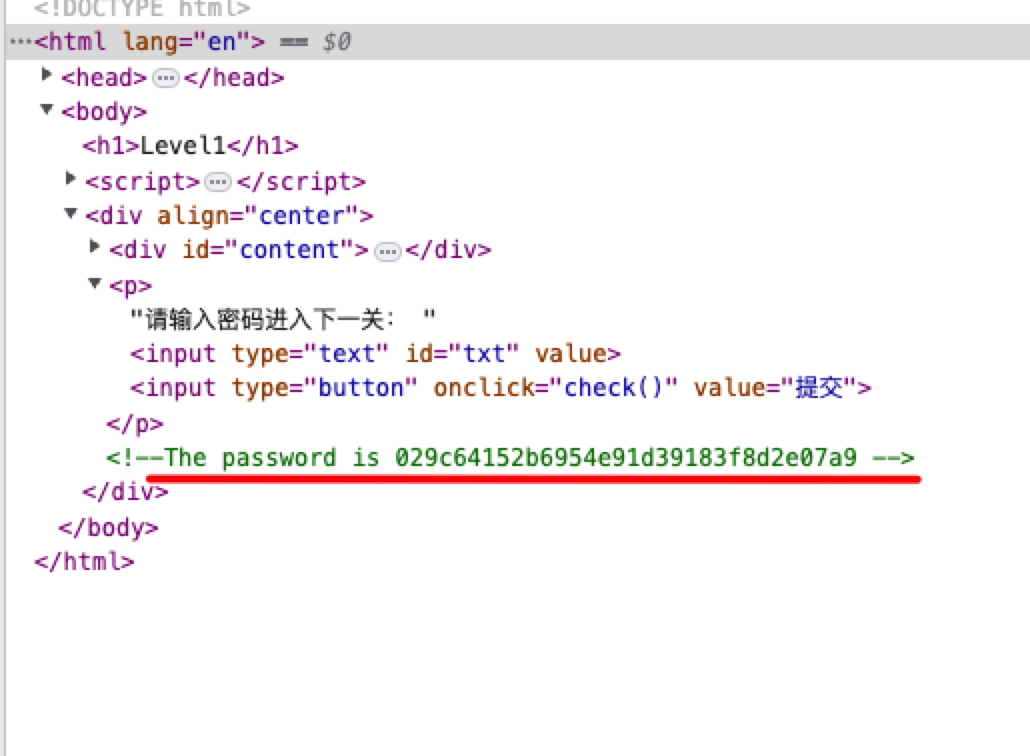 <!DOCTYPE html>
···<html lang="en"> == $0
<head>···</head>
<body>
<h1>Level1</h1>
<script>···</script>
<div align="center">
<div id="content">···</div>
<p>
"请输入密码进入下一关： "
<input type="text" id="txt" value>
<input type="button" onclick="check()" value="提交">
</p>
<!--The password is 029c64152b6954e91d39183f8d2e07a9 -->
</div>
</body>
</html>